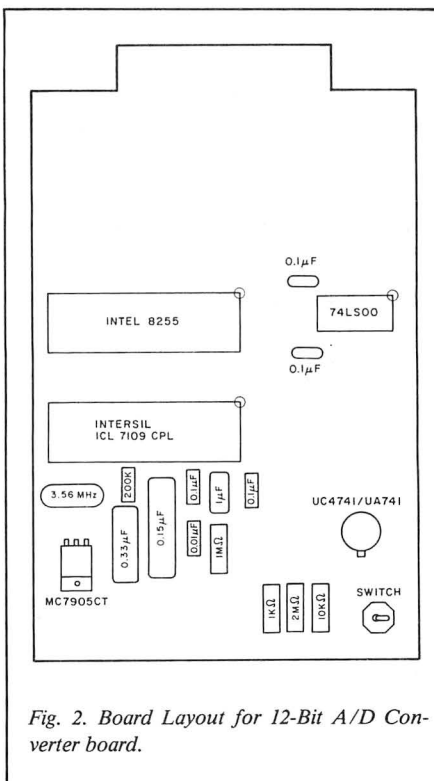 0.1µF
INTEL 8255
74LS00
0.1µF
INTERSIL
ICL 7109 CPL
3.56 MHz
200K
0.1µF
1µF
0.1µF
UC4741/UA741
0.33µF
0.15µF
0.01µF
1MΩ
MC7905CT
1KΩ
2MΩ
10KΩ
SWITCH
Fig. 2. Board Layout for 12-Bit A/D Con-
verter board.